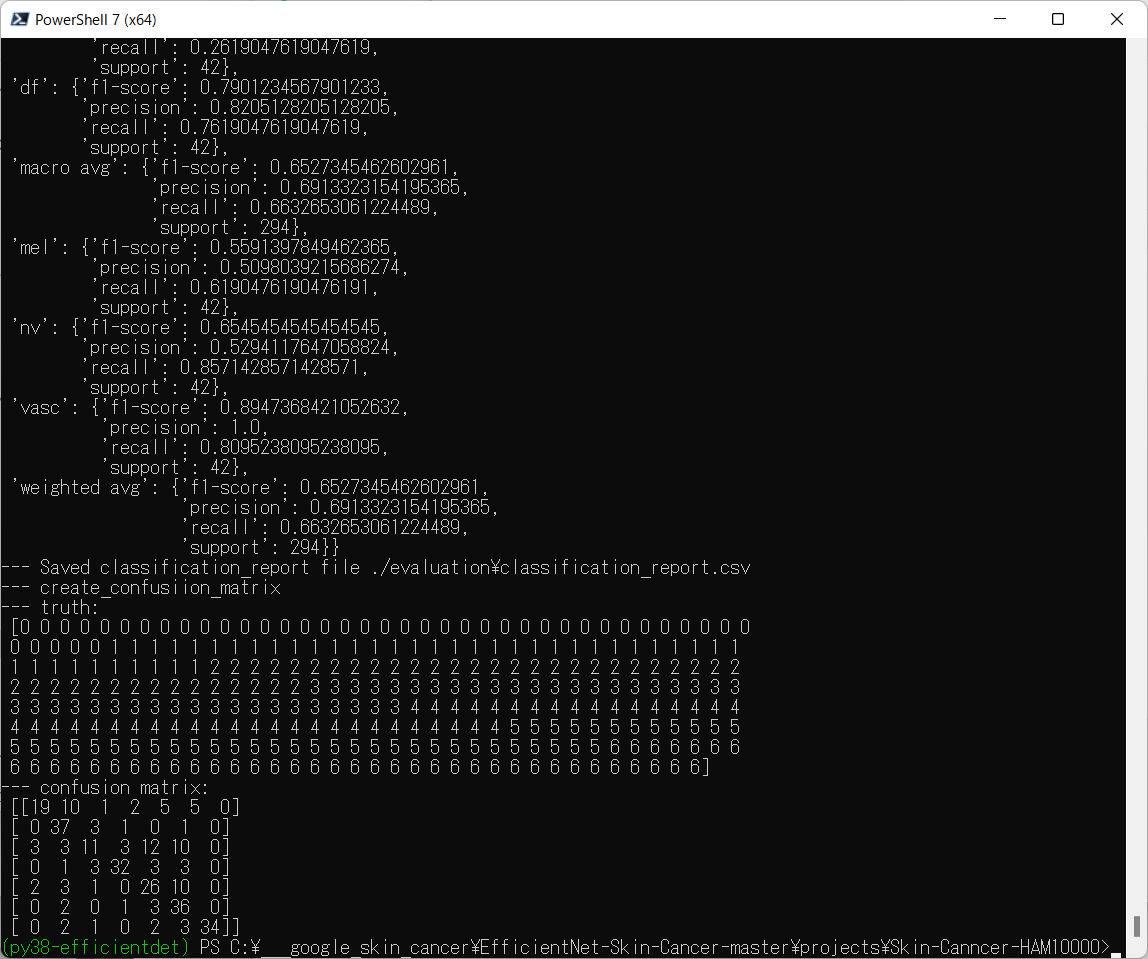 'recall': 0.2619047619047619,
'support': 42},
'df': {'f1-score': 0.7901234567901233,
'precision': 0.8205128205128205,
'recall': 0.7619047619047619,
'support': 42},
'macro avg': {'f1-score': 0.6527345462602961,
'precision': 0.6913323154195365,
'recall': 0.6632653061224489,
'support': 294},
'mel': {'f1-score': 0.5591397849462365,
'precision': 0.5098039215686274,
'recall': 0.6190476190476191,
'support': 42},
'nv': {'f1-score': 0.6545454545454545,
'precision': 0.5294117647058824,
'recall': 0.8571428571428571,
'support': 42},
'vasc': {'f1-score': 0.8947368421052632,
'precision': 1.0,
'recall': 0.8095238095238095,
'support': 42},
'weighted avg': {'f1-score': 0.6527345462602961,
'precision': 0.6913323154195365,
'recall': 0.6632653061224489,
'support': 294}}
--- Saved classification_report file ./evaluation¥classification_report.csv
--- create_confusiion_matrix
--- truth:
[0 0 0 0 0 0 0 0 0 0 0 0 0 0 0 0 0 0 0 0 0 0 0 0 0 0 0 0 0 0 0 0 0 0 0 0 0
0 0 0 0 0 1 1 1 1 1 1 1 1 1 1 1 1 1 1 1 1 1 1 1 1 1 1 1 1 1 1 1 1 1 1 1 1
1 1 1 1 1 1 1 1 1 1 2 2 2 2 2 2 2 2 2 2 2 2 2 2 2 2 2 2 2 2 2 2 2 2 2 2 2
2 2 2 2 2 2 2 2 2 2 2 2 2 2 2 3 3 3 3 3 3 3 3 3 3 3 3 3 3 3 3 3 3 3 3 3 3
3 3 3 3 3 3 3 3 3 3 3 3 3 3 3 3 3 3 3 3 4 4 4 4 4 4 4 4 4 4 4 4 4 4 4 4 4
4 4 4 4 4 4 4 4 4 4 4 4 4 4 4 4 4 4 4 4 4 4 4 4 4 5 5 5 5 5 5 5 5 5 5 5 5
5 5 5 5 5 5 5 5 5 5 5 5 5 5 5 5 5 5 5 5 5 5 5 5 5 5 5 5 5 5 6 6 6 6 6 6 6
6 6 6 6 6 6 6 6 6 6 6 6 6 6 6 6 6 6 6 6 6 6 6 6 6 6 6 6 6 6 6 6 6 6 6]
--- confusion matrix:
[[19 10 1 2 5 5 0]
[ 0 37 3 1 0 1 0]
[ 3 3 11 3 12 10 0]
[ 0 1 3 32 3 3 0]
[ 2 3 1 0 26 10 0]
[ 0 2 0 1 3 36 0]
[ 0 2 1 0 2 3 34]]
(py38-efficientdet) PS C:¥___google_skin_cancer¥EfficientNet-Skin-Cancer-master¥projects¥Skin-Canncer-HAM10000>
PowerShell 7 (x64)